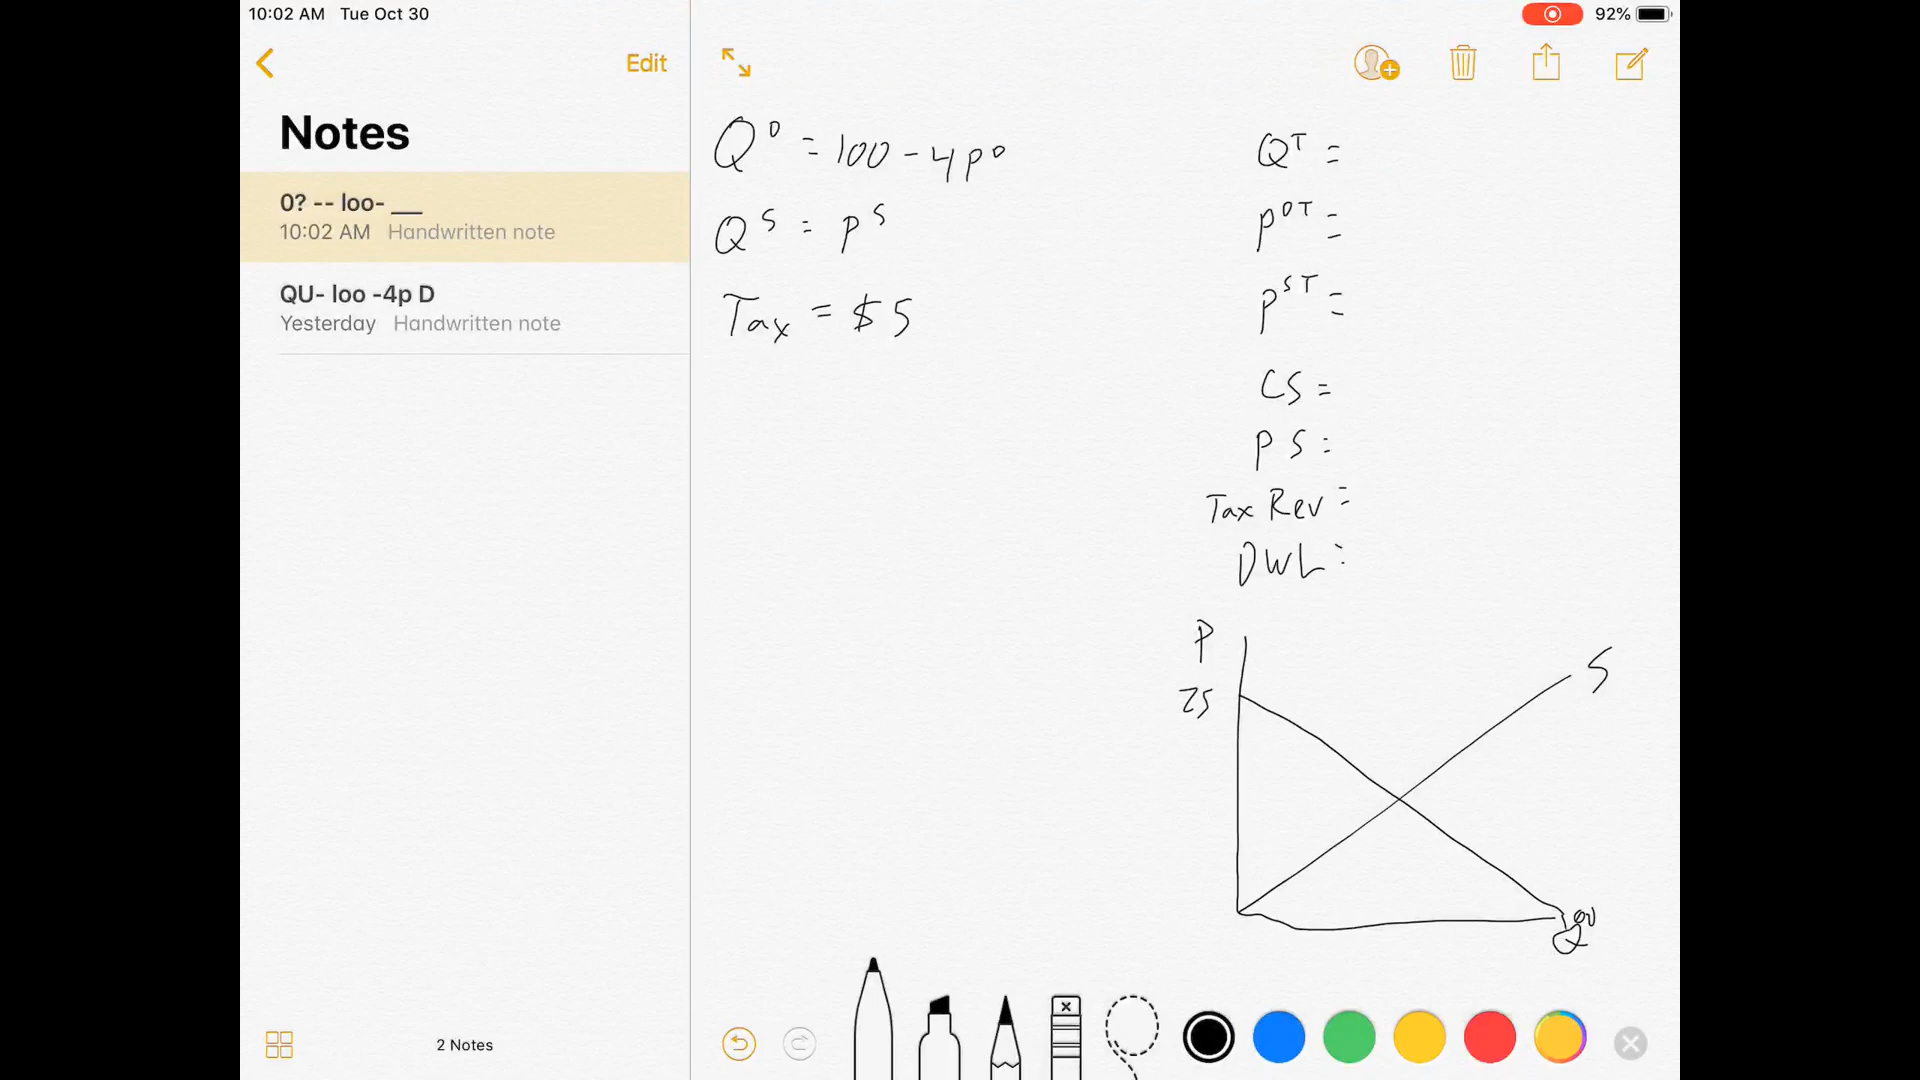 10:02 AM Tue Oct 30
92%
Edit
Notes
0? -- loo- __
10:02 AM Handwritten note
QU- loo -4p D
Yesterday Handwritten note
2 Notes
Q^D = 100 - 4P^D
Q^S = P^S
Tax = $5
Q^T =
P^DT =
P^ST =
CS =
PS =
Tax Rev =
DWL =
P
25
S
Q